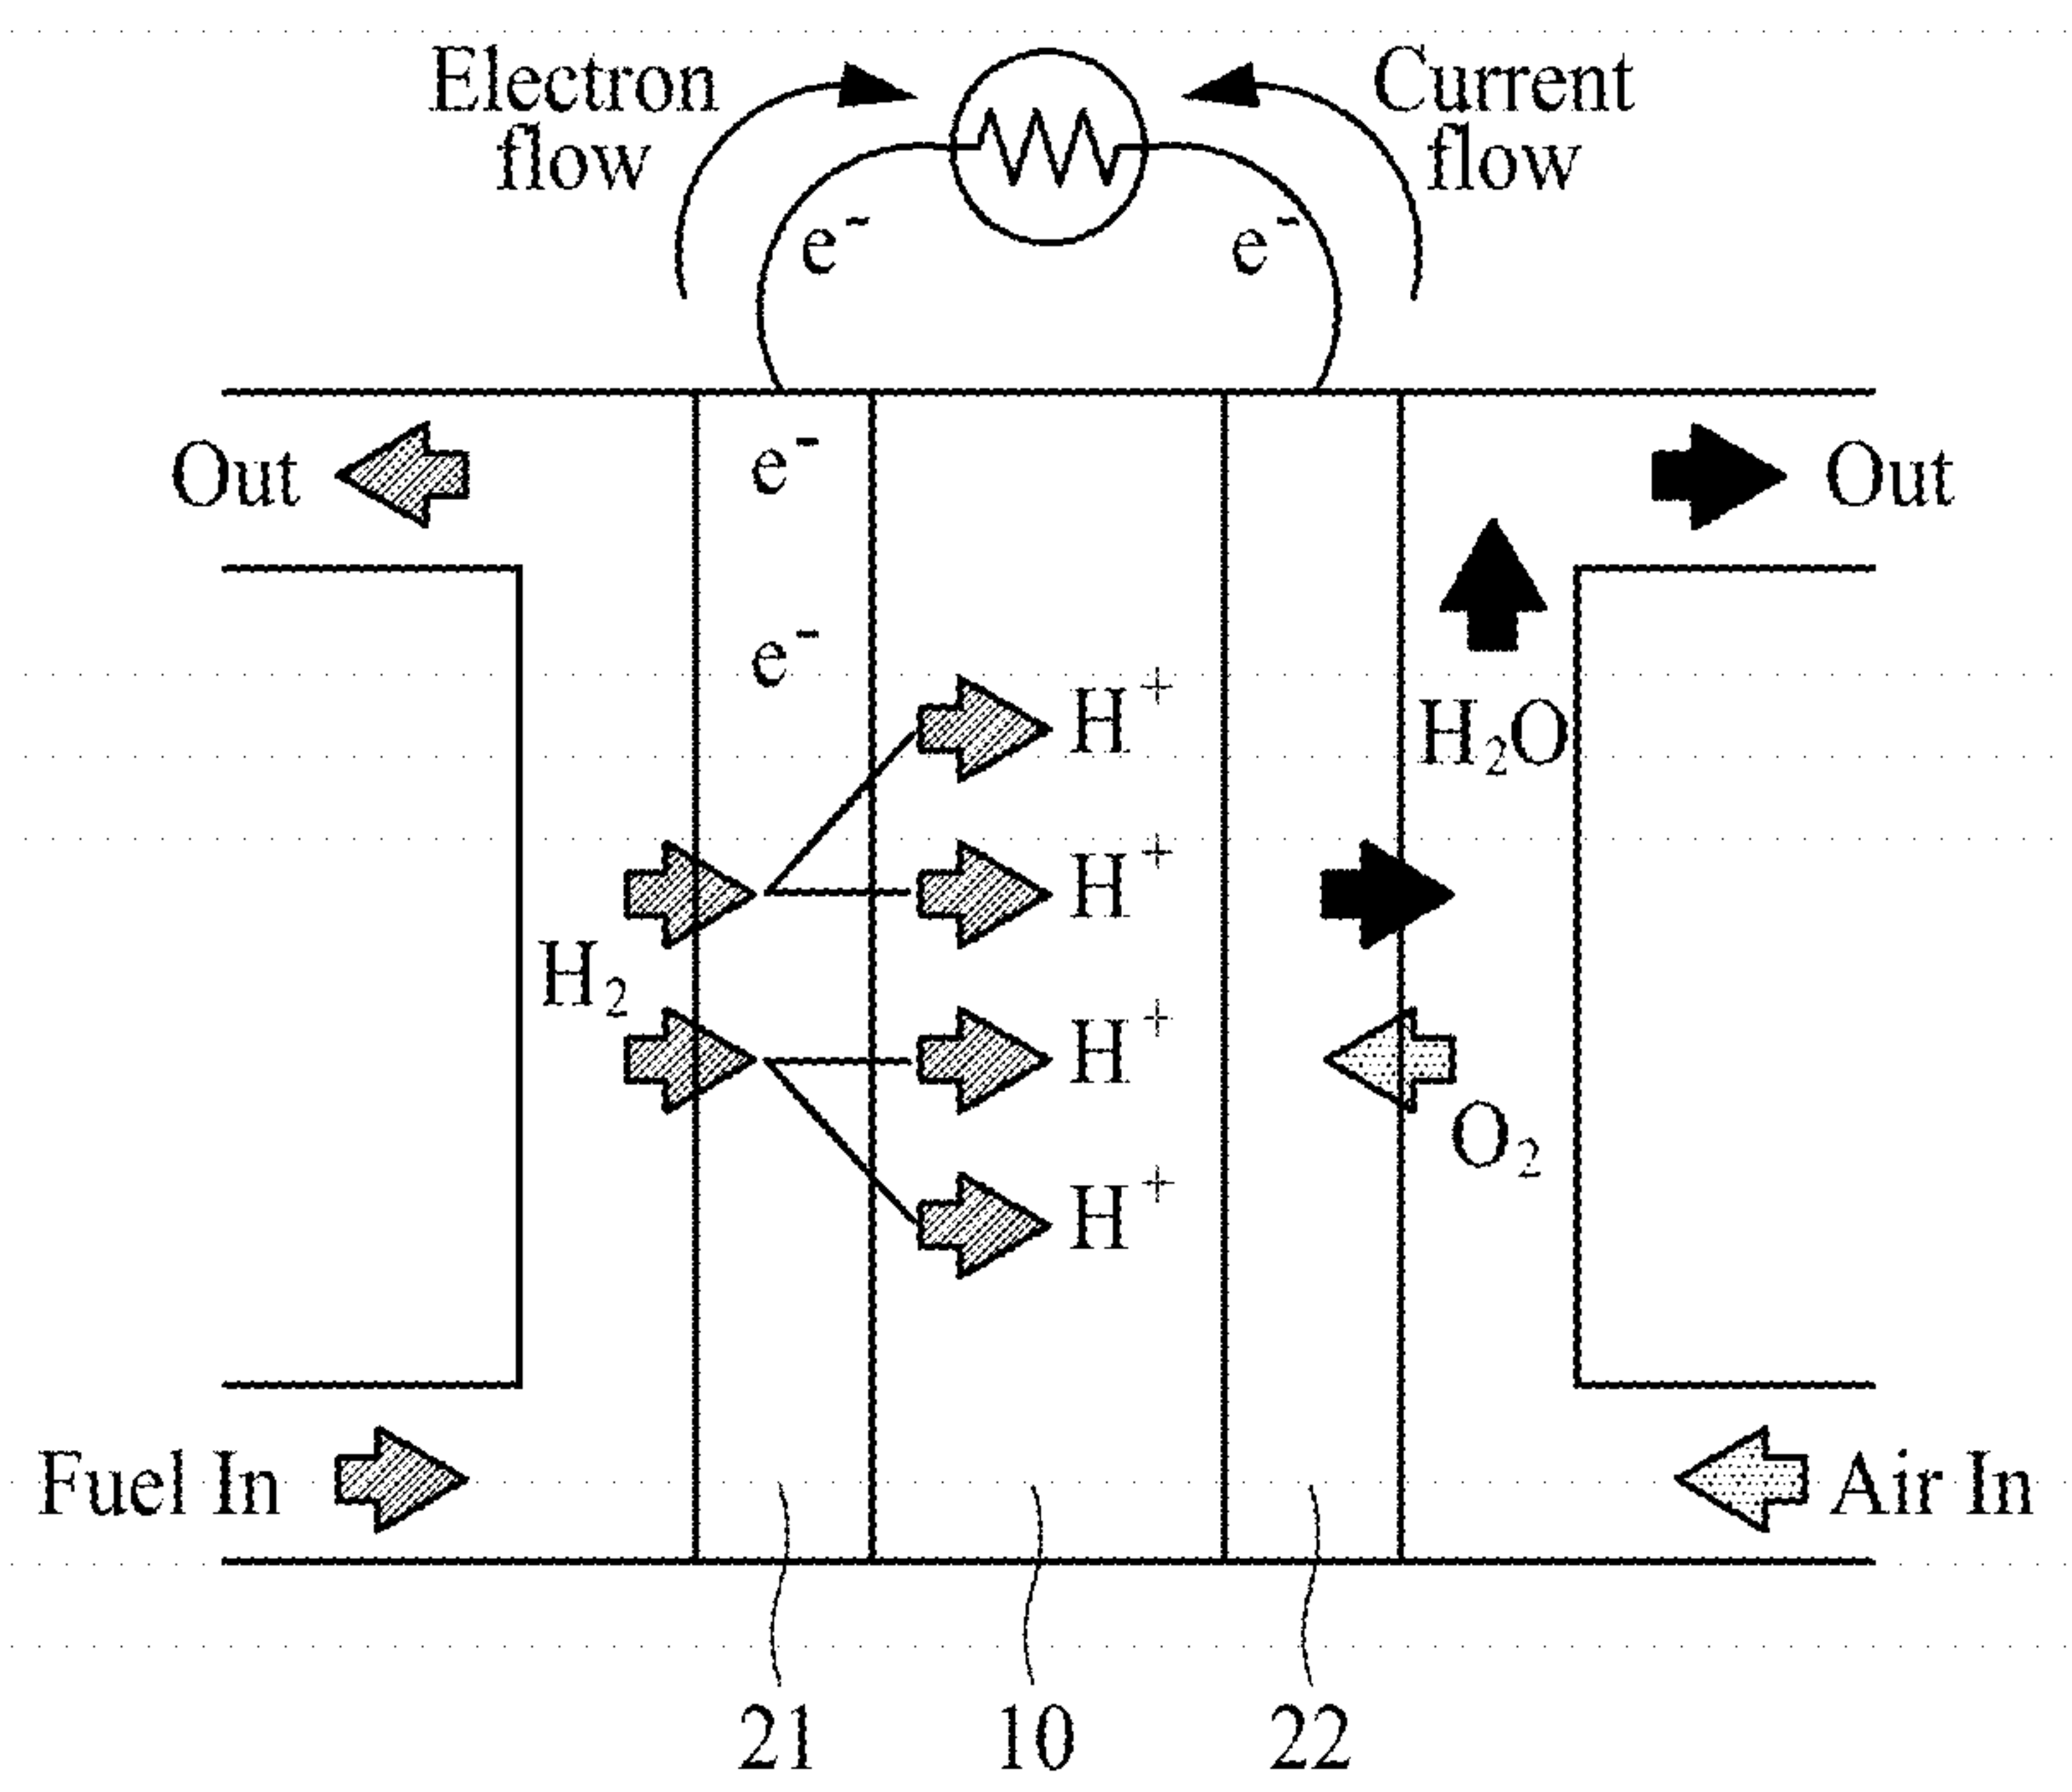 Electron
flow
Current
flow
e⁻
e⁻
Out
e⁻
Out
e⁻
H⁺
H₂O
H⁺
H₂
H⁺
O₂
H⁺
Fuel In
Air In
21
10
22